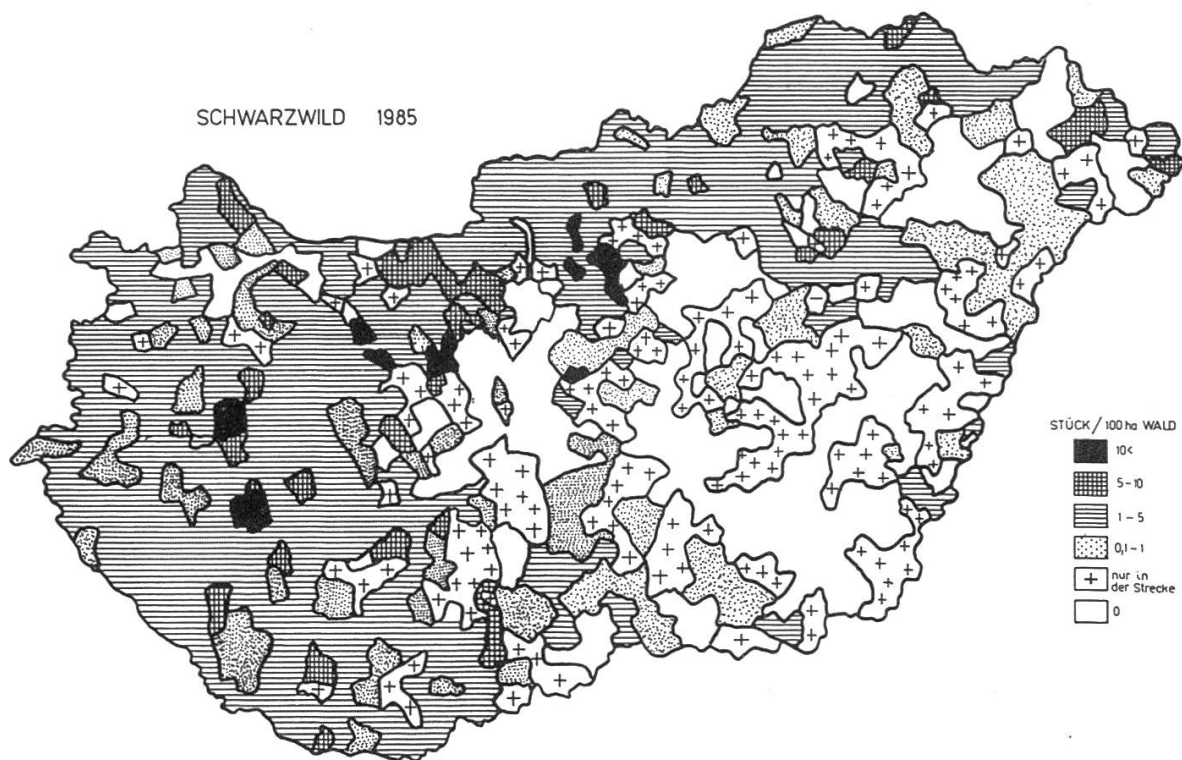 SCHWARZWILD 1985
STÜCK/100 ha WALD
10<
5-10
1-5
0,1-1
+ nur in
der Strecke
0